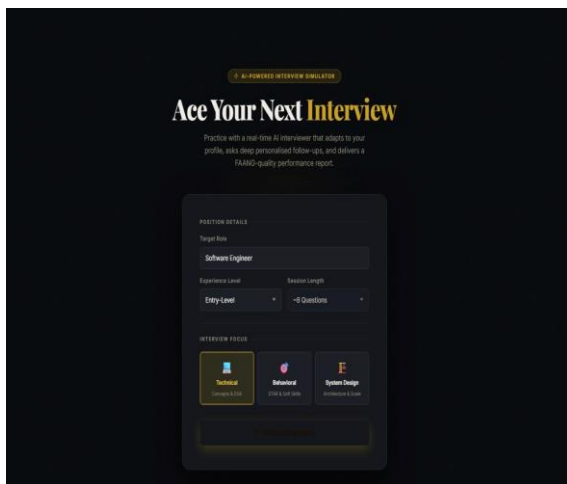 AI-POWERED INTERVIEW SIMULATOR
Ace Your Next Interview
Practice with a real-time AI interviewer that adapts to your
profile, asks deep personalised follow-ups, and delivers a
FAANG-quality performance report.
POSITION DETAILS
Target Role
Software Engineer
Experience Level Session Length
Entry-Level ~8 Questions
INTERVIEW FOCUS
Technical Behavioral System Design
Concepts & DSA STAR & Soft Skills Architecture & Scale